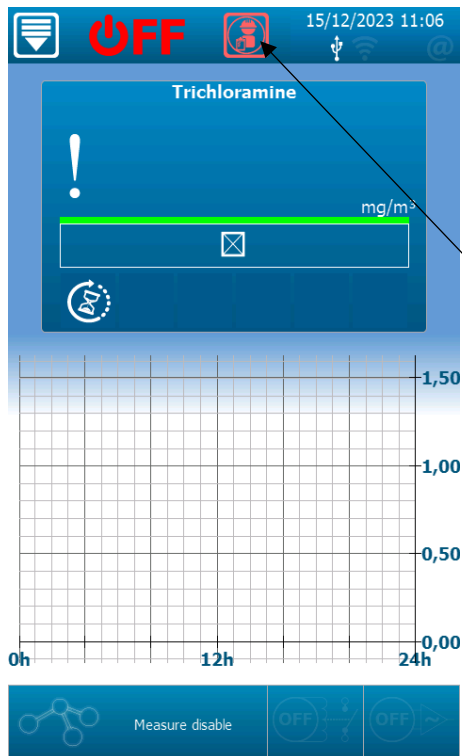 OFF
15/12/2023 11:06
@
Trichloramine
!
mg/m³
1,50
1,00
0,50
0,00
0h 12h 24h
Measure disable
OFF
OFF